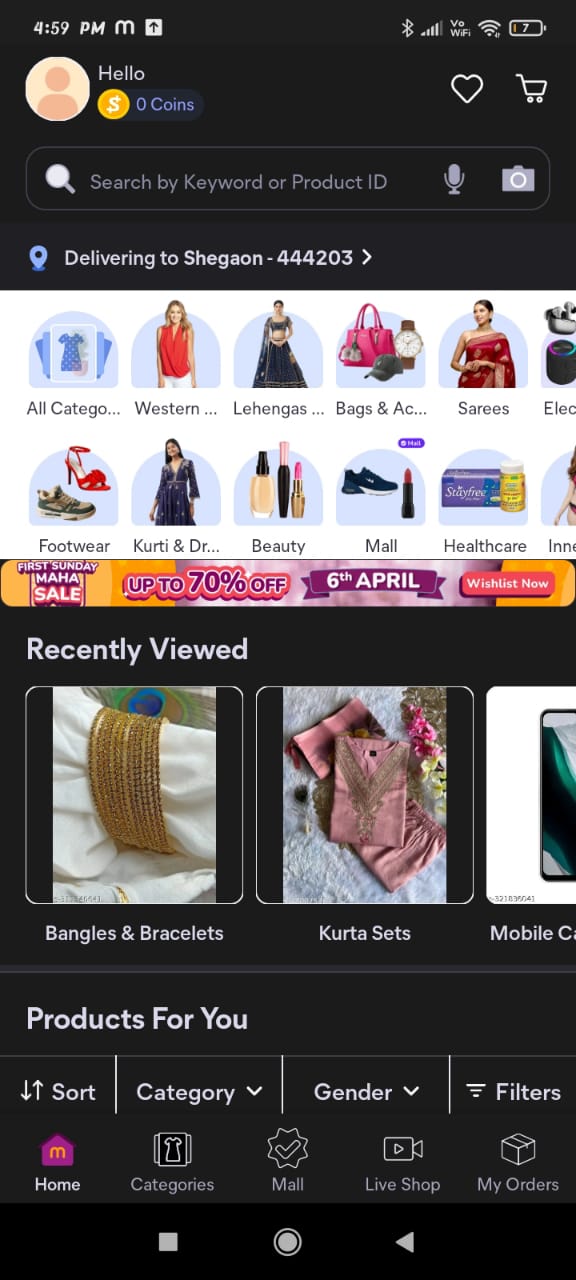 4:59 PM
Vo WiFi
7
Hello
0 Coins
Search by Keyword or Product ID
Delivering to Shegaon - 444203
All Catego... Western ... Lehengas ... Bags & Ac... Sarees Elec
Mall
Stayfree
Footwear Kurti & Dr... Beauty Mall Healthcare Inne
FIRST SUNDAY
MAHA
SALE
UP TO 70% OFF
6th APRIL
Wishlist Now
Recently Viewed
s-321836041
Bangles & Bracelets Kurta Sets Mobile Ca
Products For You
Sort Category Gender Filters
Home Categories Mall Live Shop My Orders